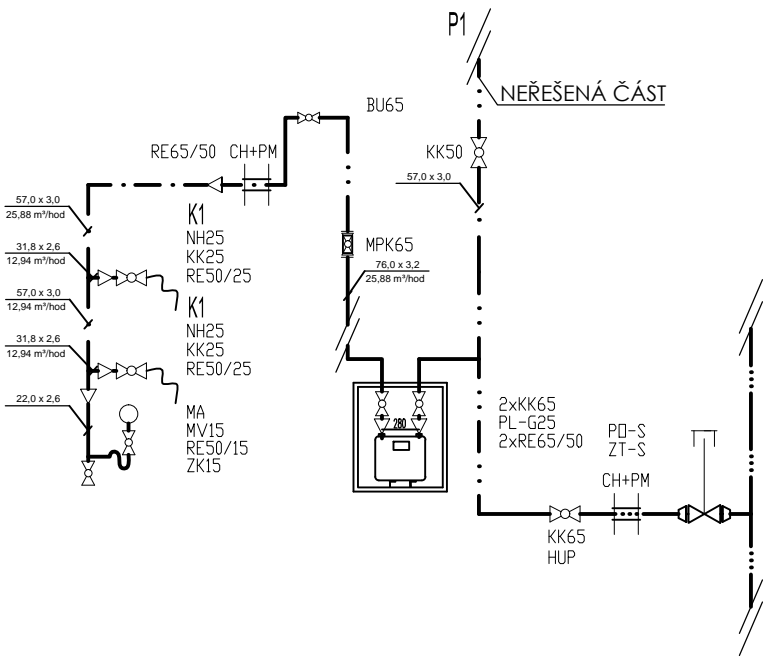 P1
NEŘEŠENÁ ČÁST
BU65
RE65/50 CH+PM
KK50
57,0 x 3,0
57,0 x 3,0
25,88 m³/hod
K1
NH25
KK25
RE50/25
MPK65
31,8 x 2,6
12,94 m³/hod
76,0 x 3,2
25,88 m³/hod
57,0 x 3,0
12,94 m³/hod
K1
NH25
KK25
RE50/25
31,8 x 2,6
12,94 m³/hod
22,0 x 2,6
MA
MV15
RE50/15
ZK15
280
2xKK65
PL-G25
2xRE65/50
PO-S
ZT-S
CH+PM
KK65
HUP